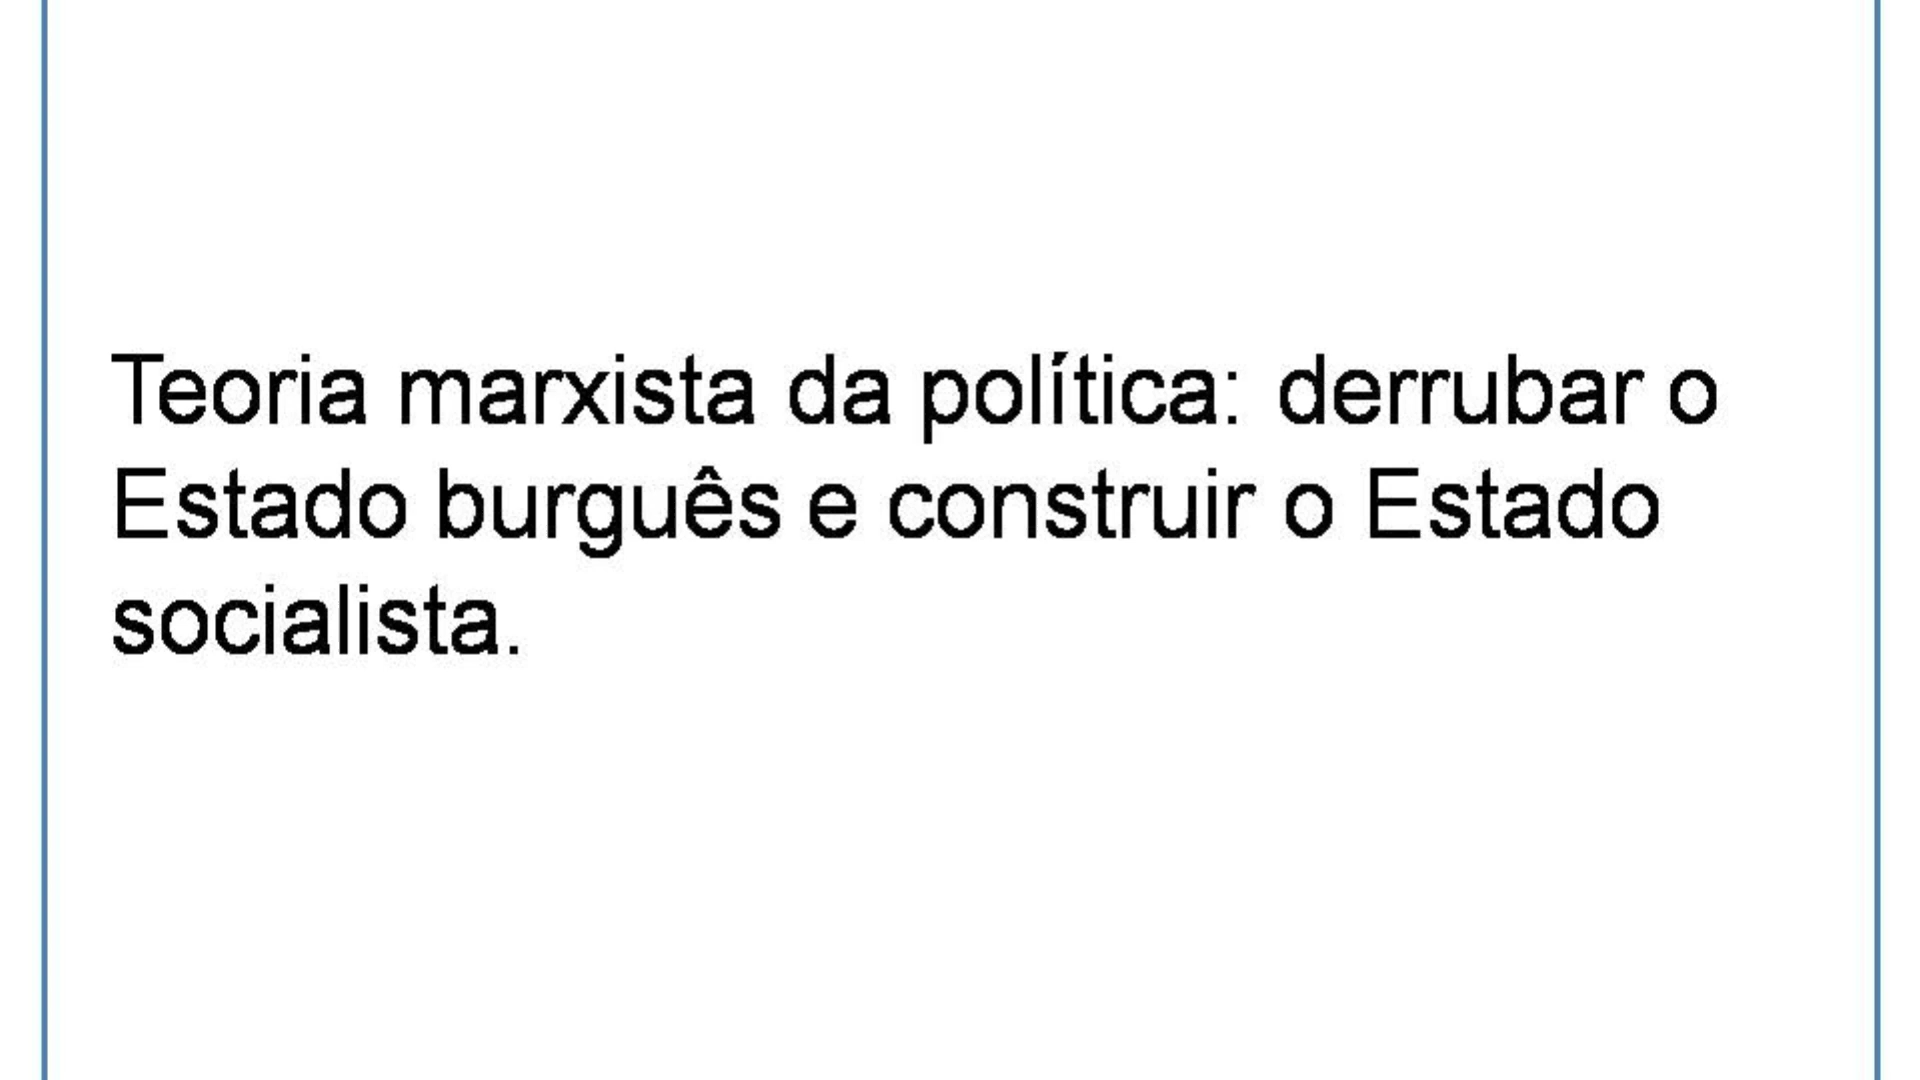 Teoria marxista da política: derrubar o
Estado burguês e construir o Estado
socialista.